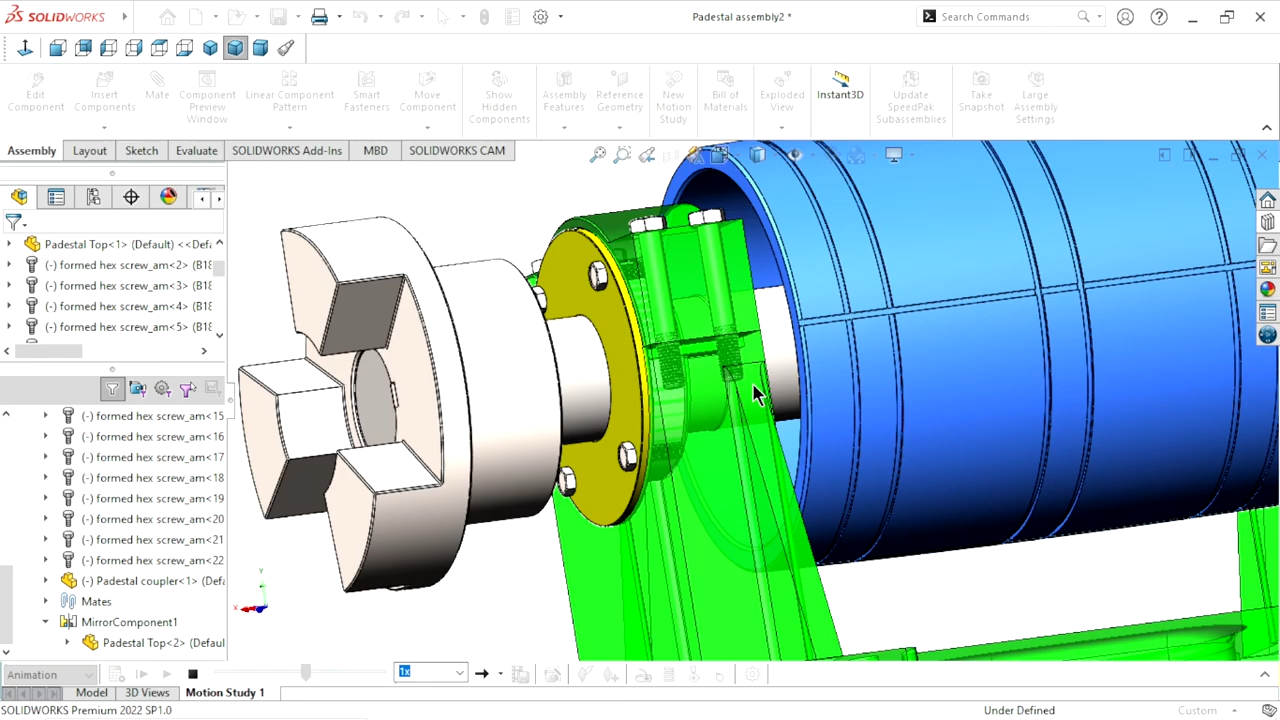 SOLIDWORKS
Padestal assembly2 *
Search Commands
Edit Component
Insert Components
Mate
Component Preview Window
Linear Component Pattern
Smart Fasteners
Move Component
Show Hidden Components
Assembly Features
Reference Geometry
New Motion Study
Bill of Materials
Exploded View
Instant3D
Update SpeedPak Subassemblies
Take Snapshot
Large Assembly Settings
Assembly Layout Sketch Evaluate SOLIDWORKS Add-Ins MBD SOLIDWORKS CAM
Padestal Top<1> (Default) <<Defa
(-) formed hex screw_am<2> (B18
(-) formed hex screw_am<3> (B18
(-) formed hex screw_am<4> (B18
(-) formed hex screw_am<5> (B18
(-) formed hex screw_am<15
(-) formed hex screw_am<16
(-) formed hex screw_am<17
(-) formed hex screw_am<18
(-) formed hex screw_am<19
(-) formed hex screw_am<20
(-) formed hex screw_am<21
(-) formed hex screw_am<22
(-) Padestal coupler<1> (Defa
Mates
MirrorComponent1
Padestal Top<2> (Defaul
Y
X
Animation
1x
Model 3D Views Motion Study 1
SOLIDWORKS Premium 2022 SP1.0
Under Defined
Custom